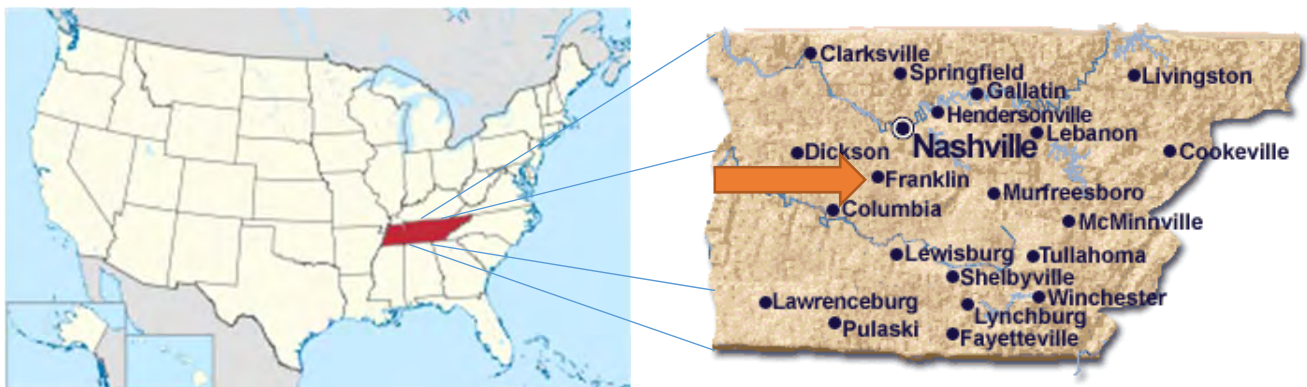 Clarksville
Springfield
Livingston
Gallatin
Hendersonville
Nashville
Lebanon
Dickson
Cookeville
Franklin
Murfreesboro
Columbia
McMinnville
Lewisburg
Tullahoma
Shelbyville
Lawrenceburg
Winchester
Lynchburg
Pulaski
Fayetteville